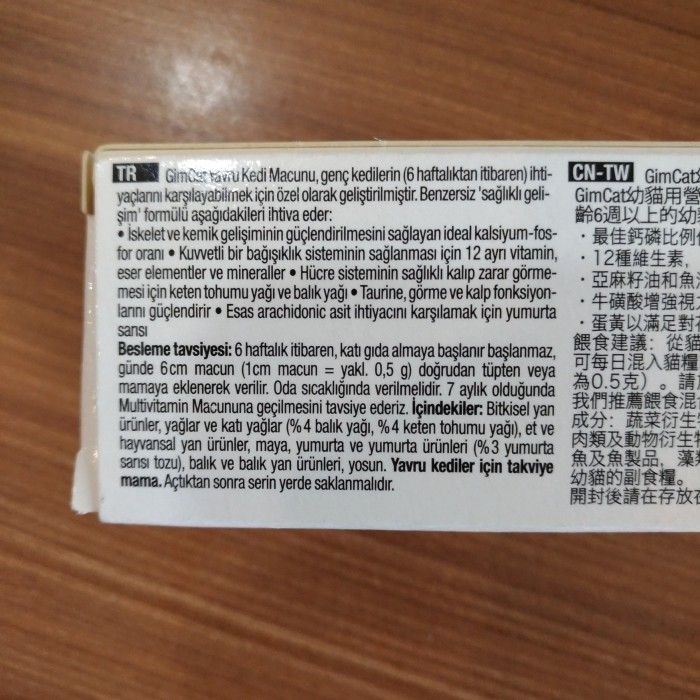 TR GimCat Yavru Kedi Macunu, genç kedilerin (6 haftalıktan itibaren) ihti-
yaçlarını karşılayabilmek için özel olarak geliştirilmiştir. Benzersiz 'sağlıklı geli-
şim' formülü aşağıdakileri ihtiva eder:
• İskelet ve kemik gelişiminin güçlendirilmesini sağlayan ideal kalsiyum-fos-
for oranı • Kuvvetli bir bağışıklık sisteminin sağlanması için 12 ayrı vitamin,
eser elementler ve mineraller • Hücre sisteminin sağlıklı kalıp zarar görme-
mesi için keten tohumu yağı ve balık yağı • Taurine, görme ve kalp fonksiyon-
larını güçlendirir • Esas arachidonic asit ihtiyacını karşılamak için yumurta
sarısı
Besleme tavsiyesi: 6 haftalık itibaren, katı gıda almaya başlanır başlanmaz,
günde 6cm macun (1cm macun = yakl. 0,5 g) doğrudan tüpten veya
mamaya eklenerek verilir. Oda sıcaklığında verilmelidir. 7 aylık olduğunda
Multivitamin Macununa geçilmesini tavsiye ederiz. İçindekiler: Bitkisel yan
ürünler, yağlar ve katı yağlar (%4 balık yağı, %4 keten tohumu yağı), et ve
hayvansal yan ürünler, maya, yumurta ve yumurta ürünleri (%3 yumurta
sarısı tozu), balık ve balık yan ürünleri, yosun. Yavru kediler için takviye
mama. Açıktan sonra serin yerde saklanmalıdır.
CN-TW GimCat
GimCat幼貓用營
齡6週以上的幼
· 最佳鈣磷比例
· 12種維生素,
· 亞麻籽油和魚
· 牛磺酸增強視
· 蛋黃以滿足對
餵食建議: 從貓
可每日混入貓糧
為0.5克) 。請
我們推薦餵食混
成分: 蔬菜衍生
肉類及動物衍生
魚及魚製品, 藻
幼貓的副食糧。
開封後請在存放在